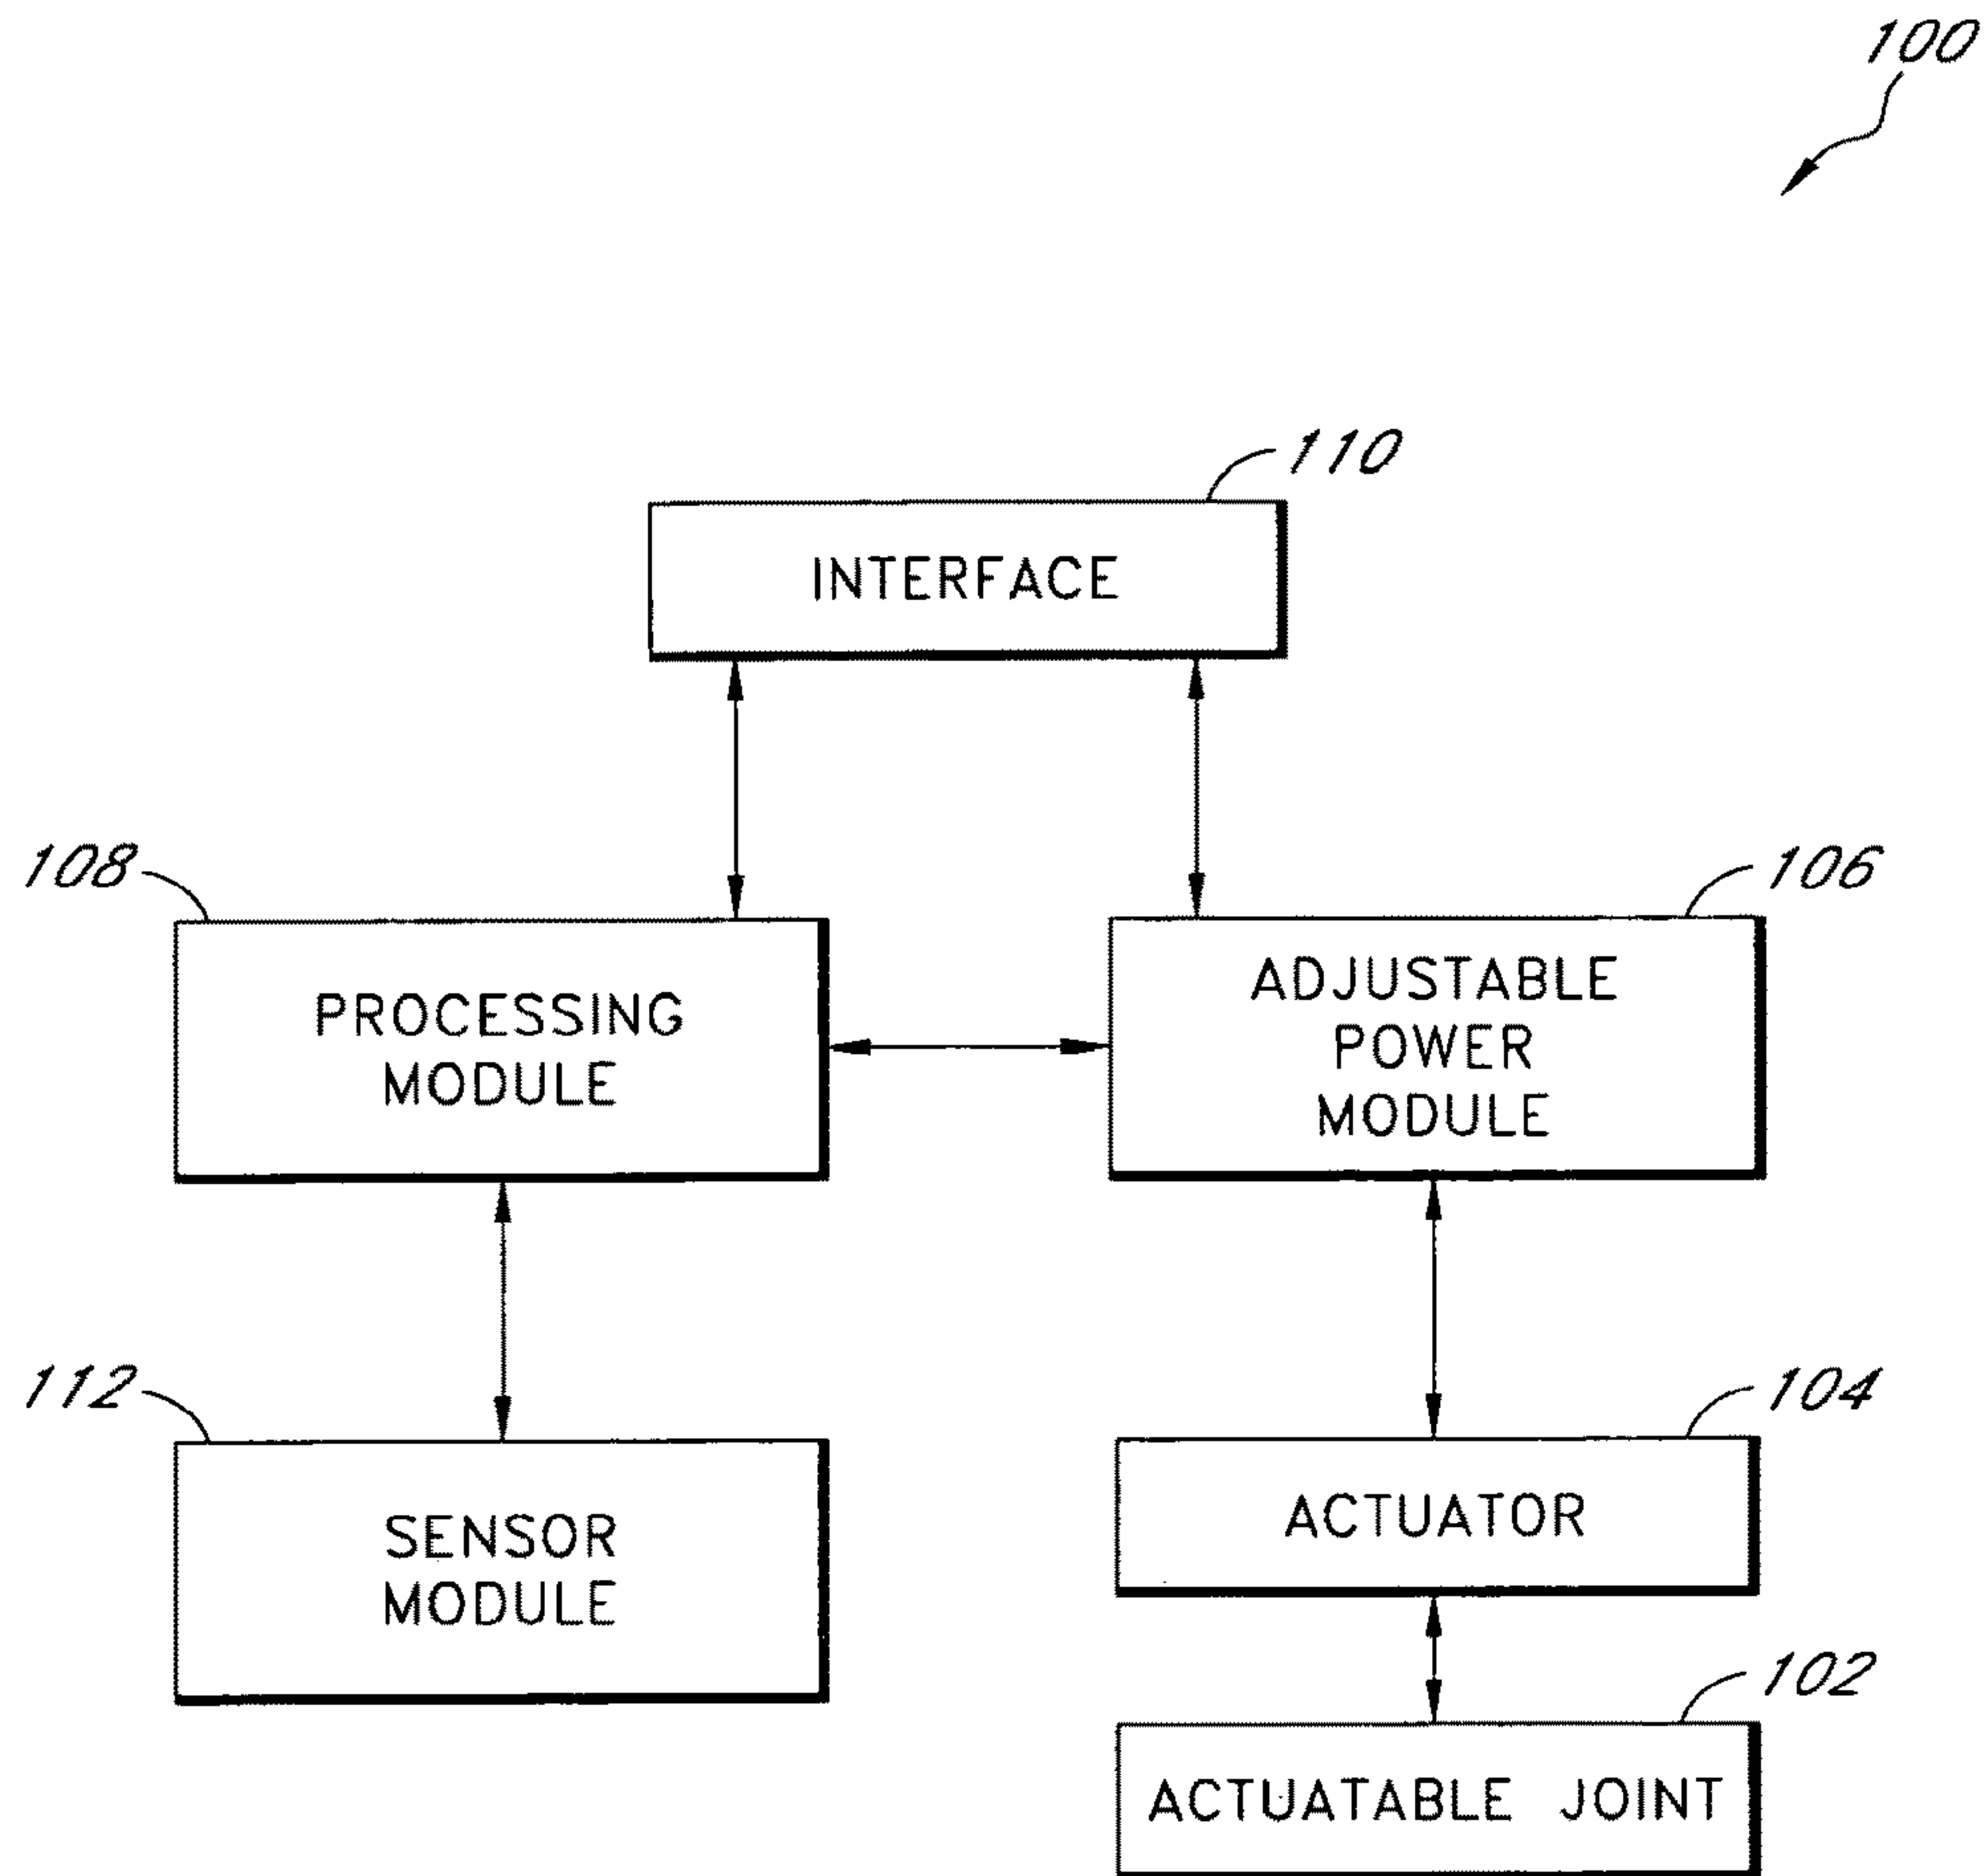 100
110
INTERFACE
108
106
PROCESSING
MODULE
ADJUSTABLE
POWER
MODULE
112
104
SENSOR
MODULE
ACTUATOR
102
ACTUATABLE JOINT